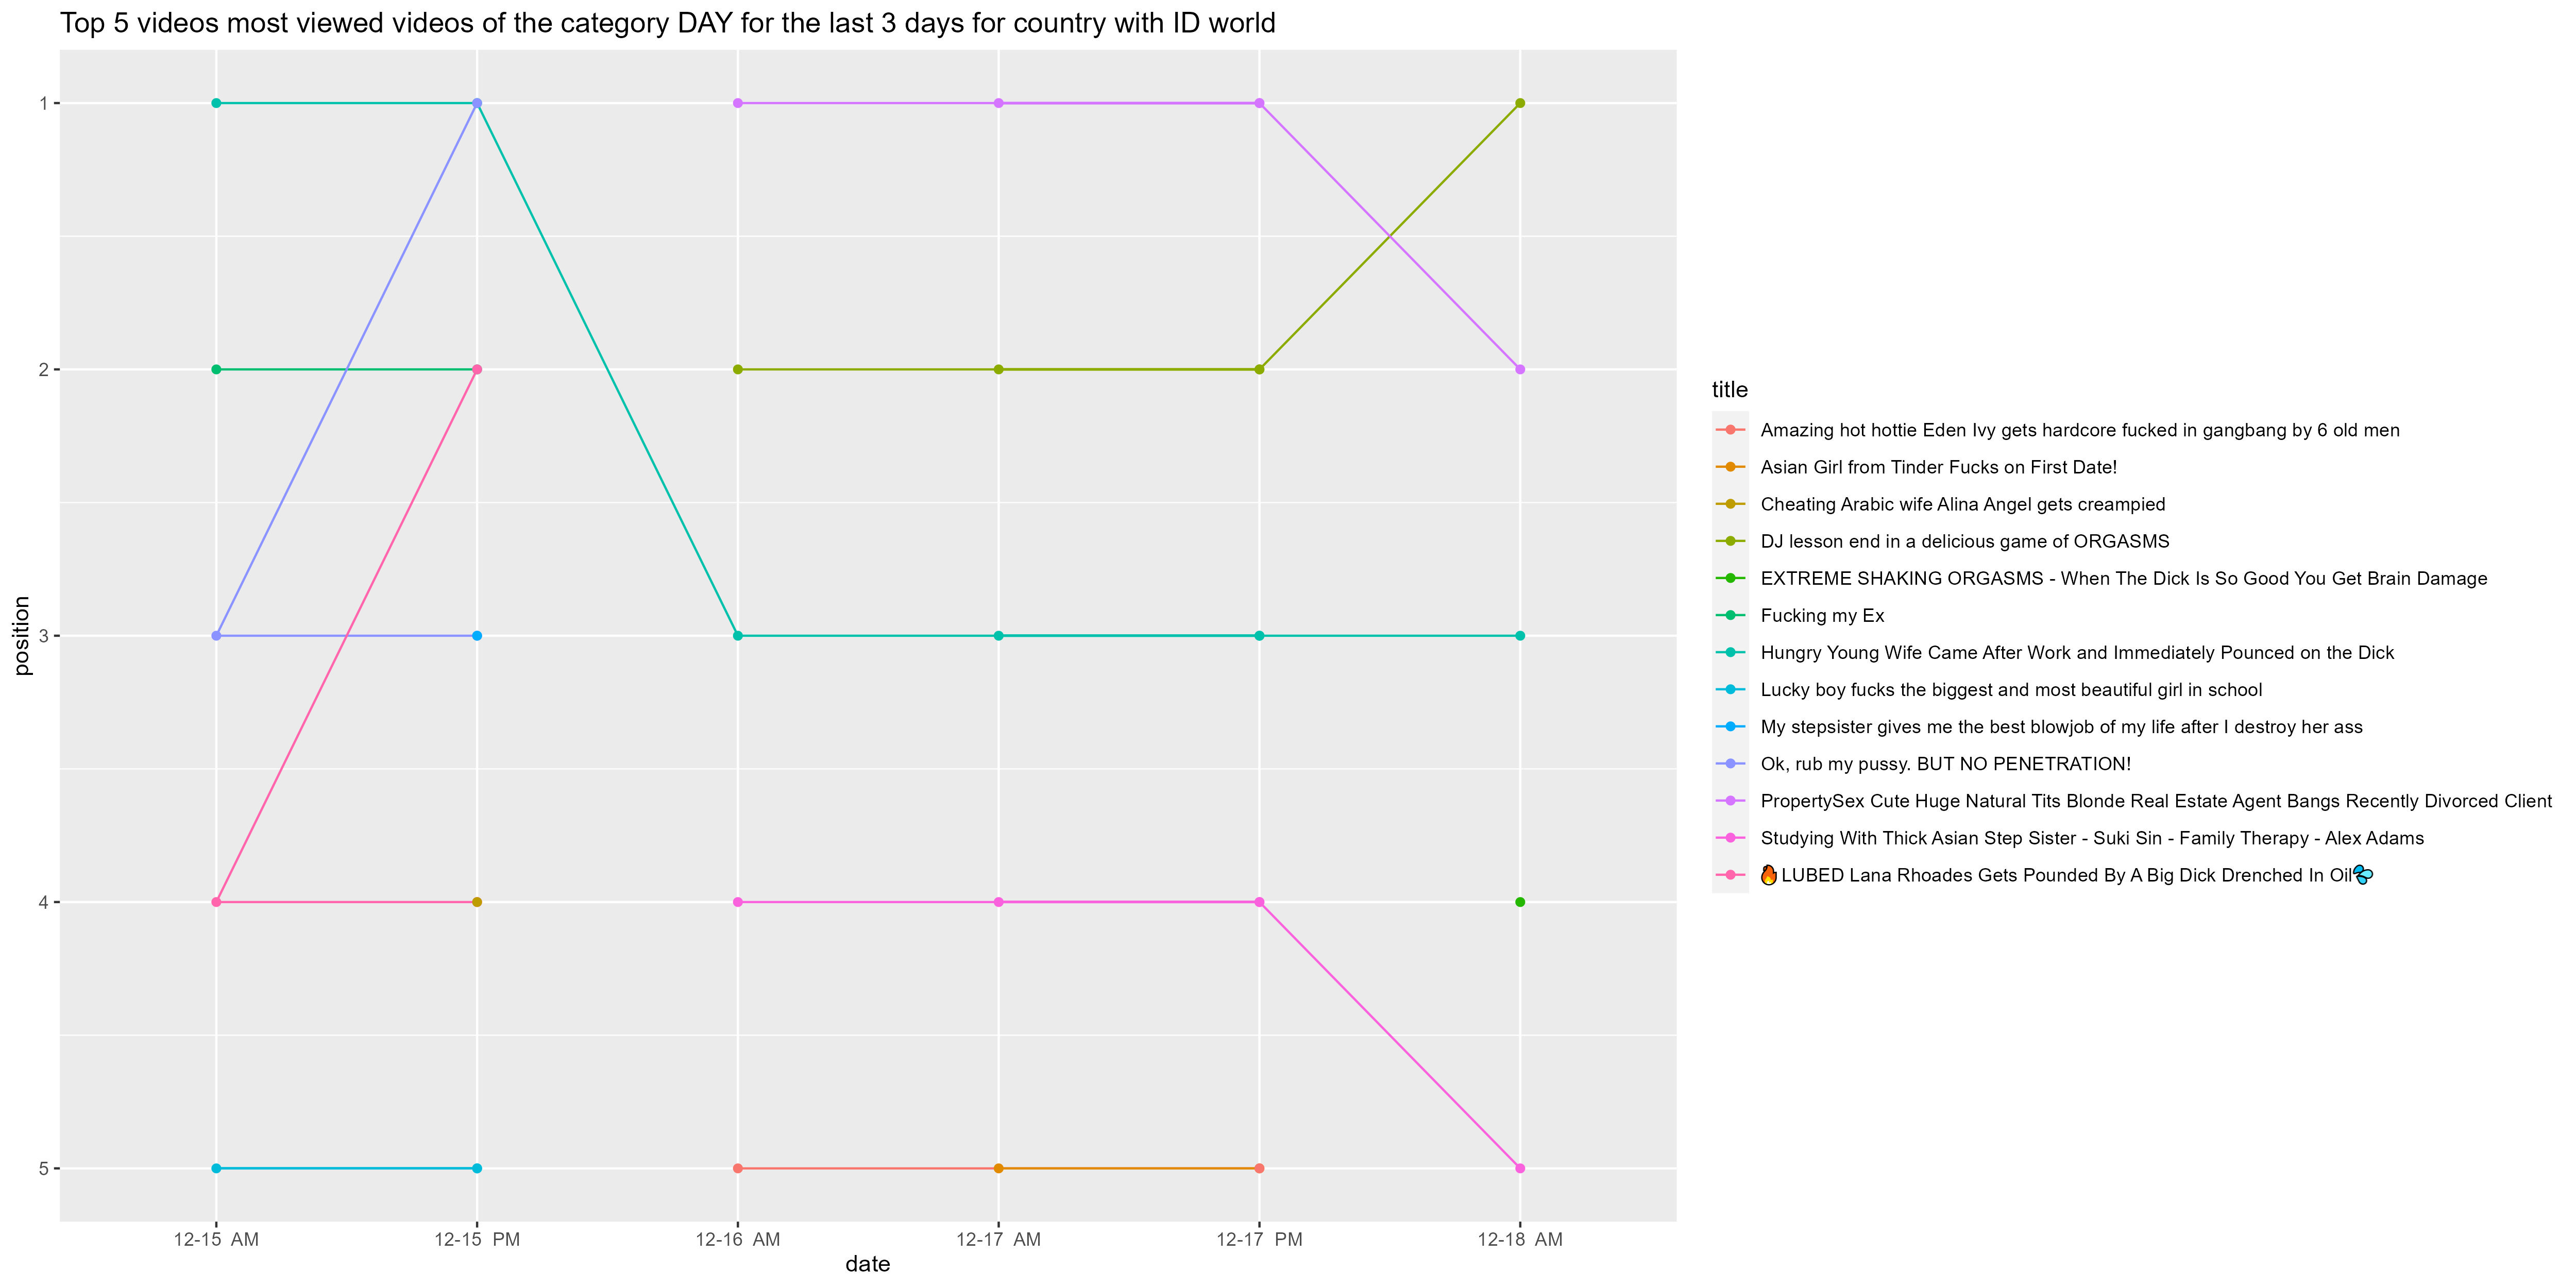 Top 5 videos most viewed videos of the category DAY for the last 3 days for country with ID world
position
1
2
3
4
5
12-15 AM
12-15 PM
12-16 AM
12-17 AM
12-17 PM
12-18 AM
date
title
Amazing hot hottie Eden Ivy gets hardcore fucked in gangbang by 6 old men
Asian Girl from Tinder Fucks on First Date!
Cheating Arabic wife Alina Angel gets creampied
DJ lesson end in a delicious game of ORGASMS
EXTREME SHAKING ORGASMS - When The Dick Is So Good You Get Brain Damage
Fucking my Ex
Hungry Young Wife Came After Work and Immediately Pounced on the Dick
Lucky boy fucks the biggest and most beautiful girl in school
My stepsister gives me the best blowjob of my life after I destroy her ass
Ok, rub my pussy. BUT NO PENETRATION!
PropertySex Cute Huge Natural Tits Blonde Real Estate Agent Bangs Recently Divorced Client
Studying With Thick Asian Step Sister - Suki Sin - Family Therapy - Alex Adams
🔥LUBED Lana Rhoades Gets Pounded By A Big Dick Drenched In Oil💦